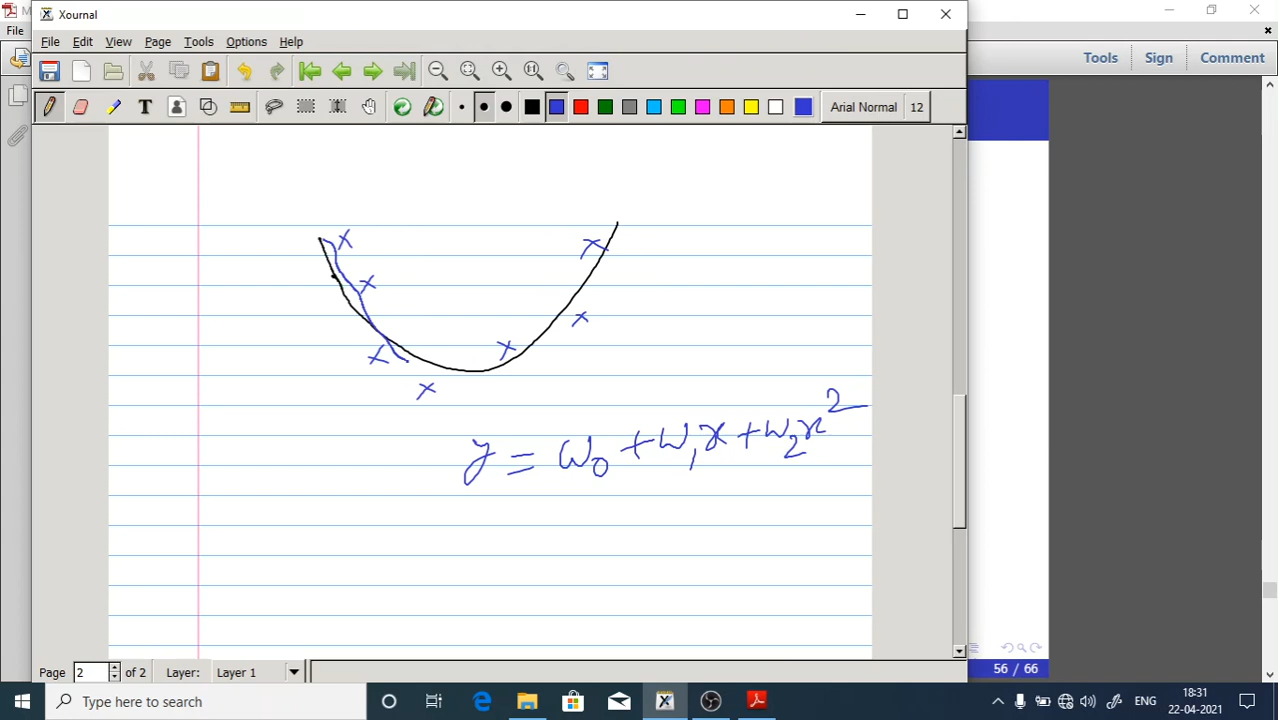 Xournal
File
File Edit View Page Tools Options Help
Tools Sign Comment
Arial Normal 12
x x
x
x
x x
x
y = w₀ + w₁x + w₂x²
Page 2 of 2 Layer: Layer 1
56 / 66
Type here to search
ENG
18:31
22-04-2021